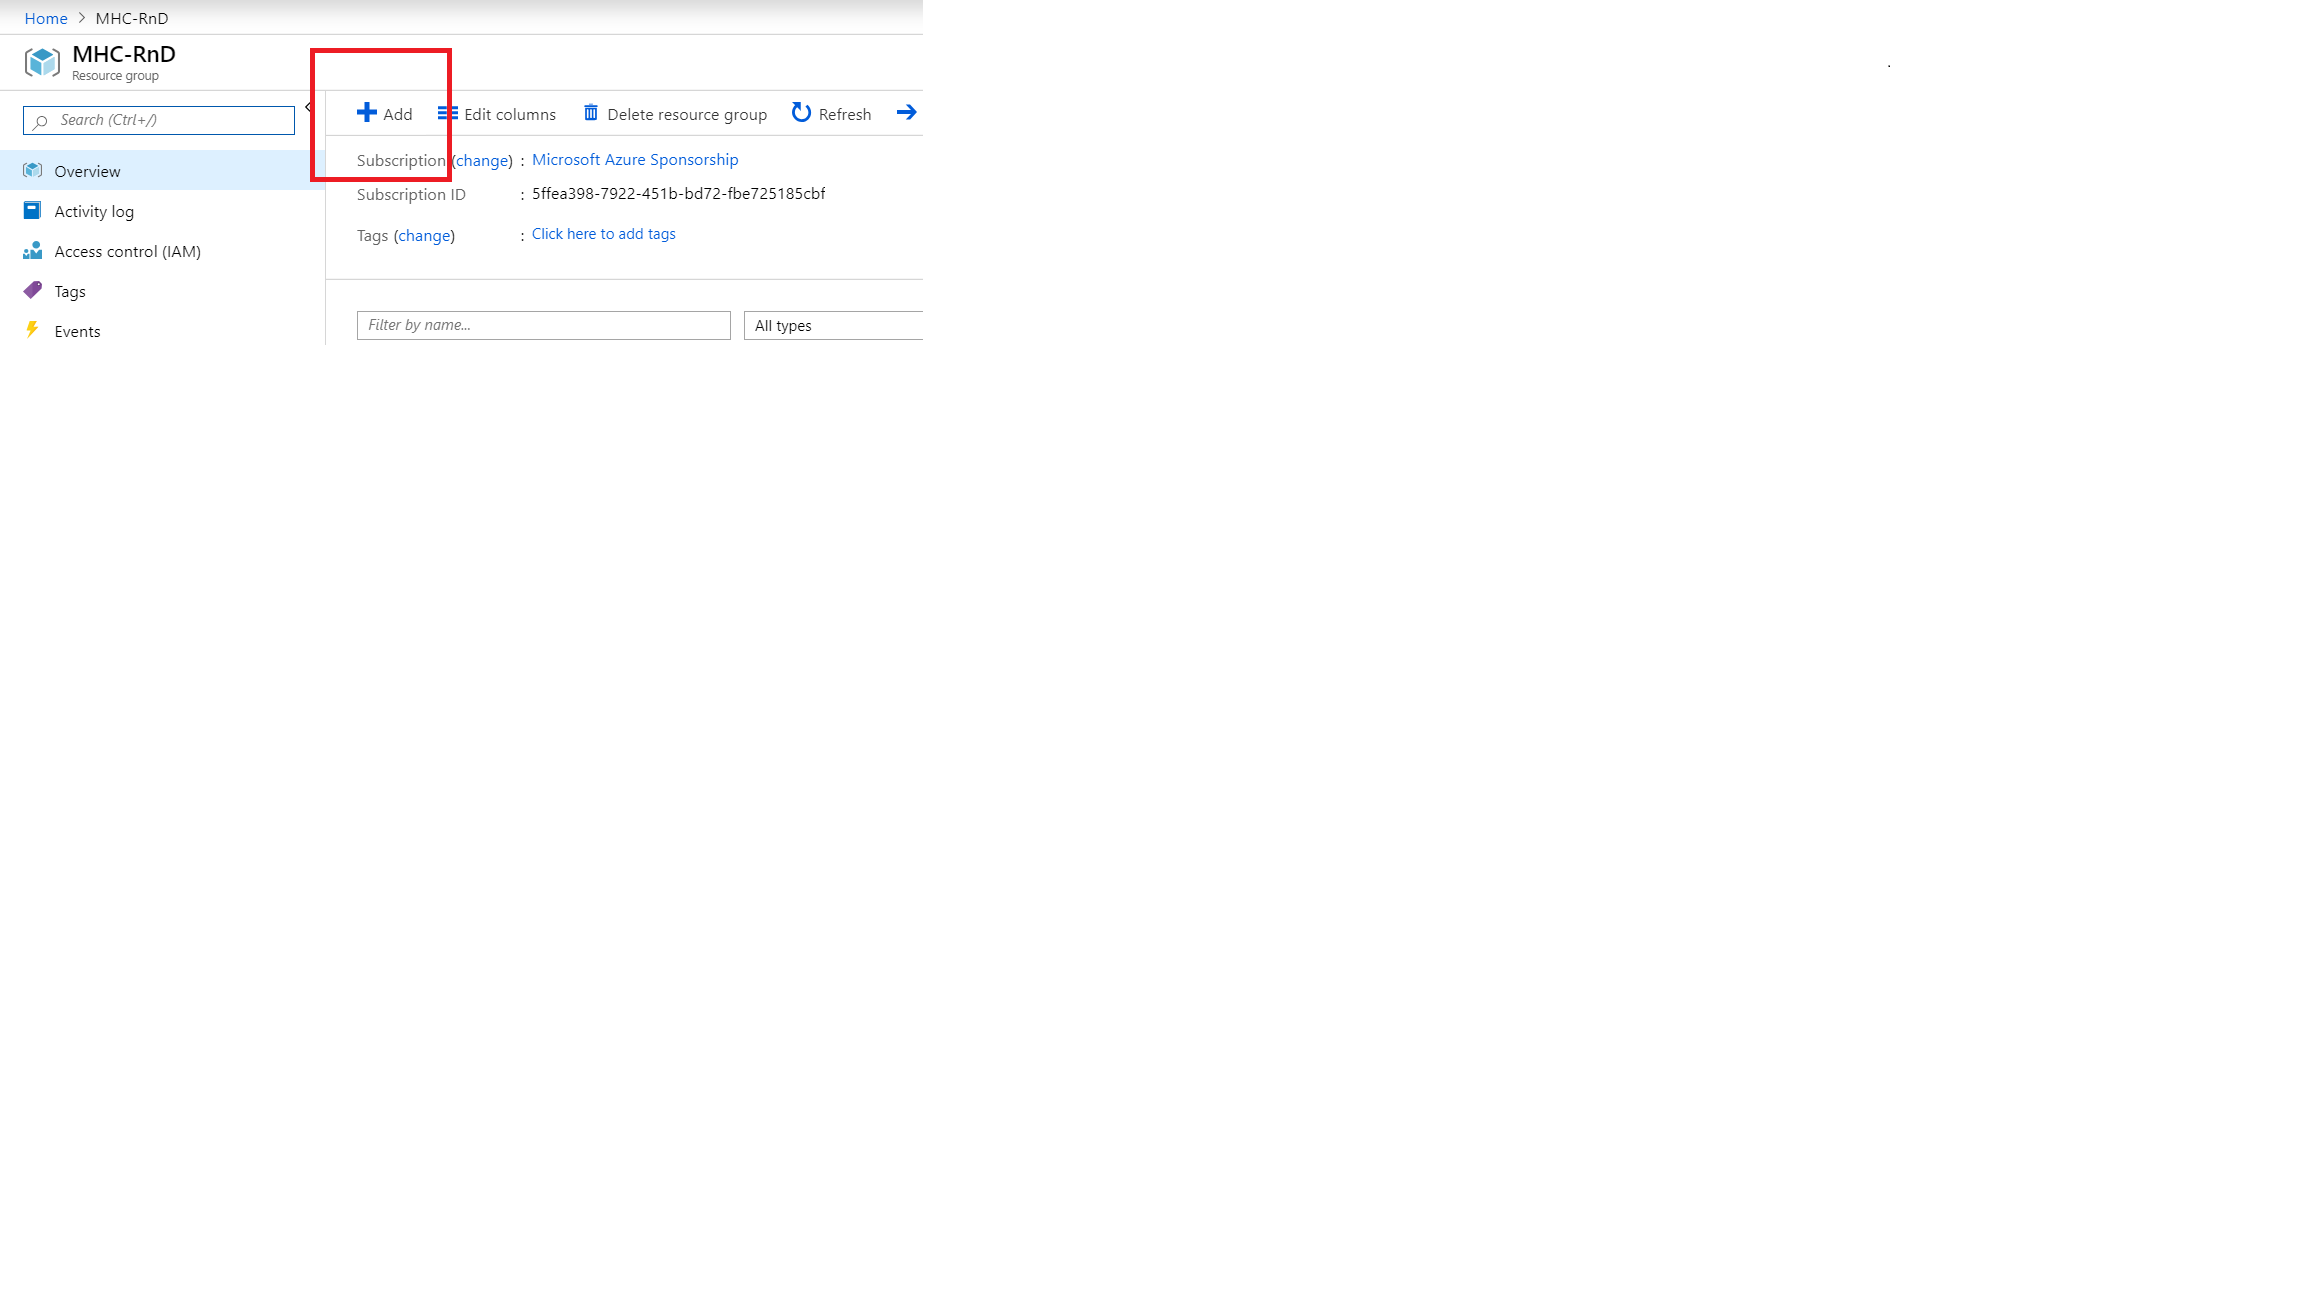 Home > MHC-RnD
MHC-RnD
Resource group
Search (Ctrl+/)
Overview
Activity log
Access control (IAM)
Tags
Events
Add Edit columns Delete resource group Refresh
Subscription (change) : Microsoft Azure Sponsorship
Subscription ID : 5ffea398-7922-451b-bd72-fbe725185cbf
Tags (change) : Click here to add tags
Filter by name... All types